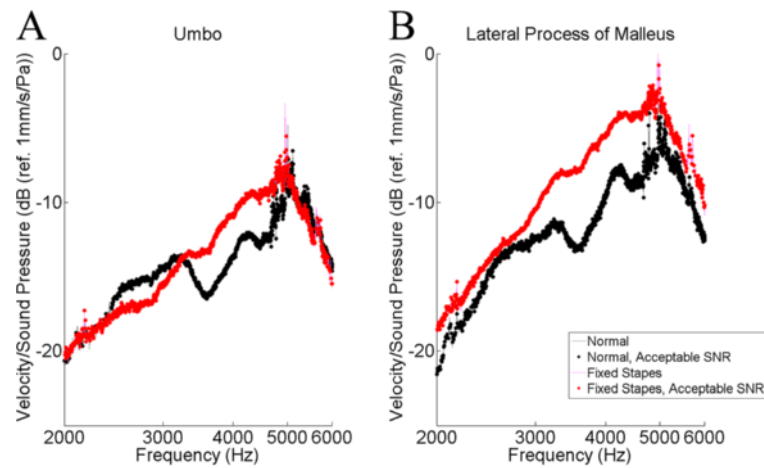 A
Umbo
Velocity/Sound Pressure (dB (ref. 1mm/s/Pa))
0
-10
-20
2000 3000 4000 5000 6000
Frequency (Hz)
B
Lateral Process of Malleus
Velocity/Sound Pressure (dB (ref. 1mm/s/Pa))
0
-10
-20
2000 3000 4000 5000 6000
Frequency (Hz)
Normal
Normal, Acceptable SNR
Fixed Stapes
Fixed Stapes, Acceptable SNR